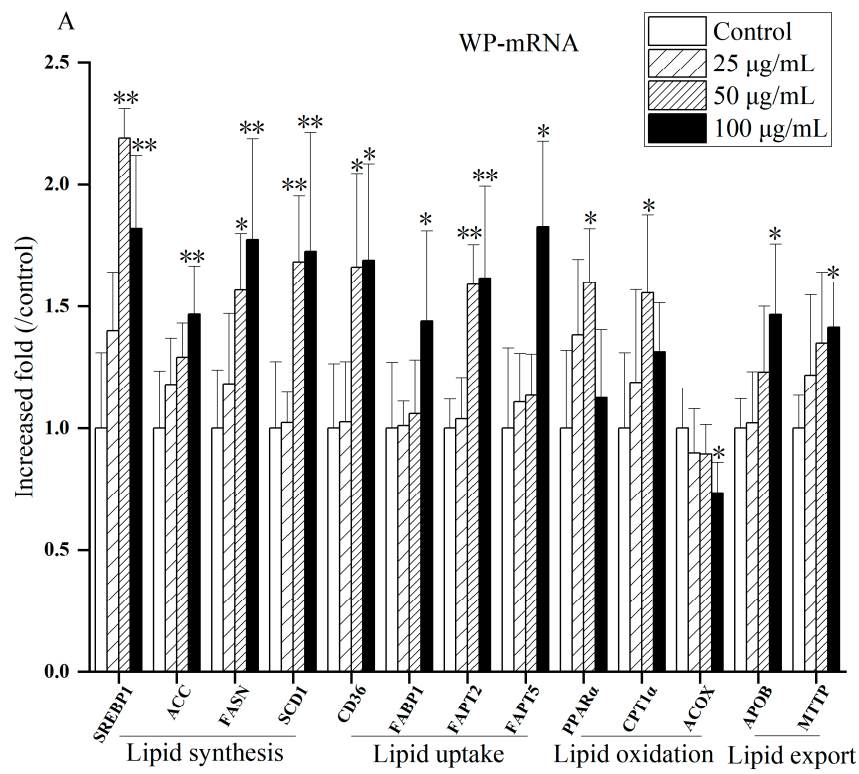 A
WP-mRNA
Control
25 μg/mL
50 μg/mL
100 μg/mL
Increeased fold (/control)
2.5
2.0
1.5
1.0
0.5
0.0
**
**
**
*
**
**
**
*
*
*
**
**
*
*
*
*
*
*
SREBP1
ACC
FASN
SCD1
CD36
FABP1
FAPT2
FAPT5
PPARα
CPT1α
ACOX
APOB
MTTP
Lipid synthesis
Lipid uptake
Lipid oxidation
Lipid export